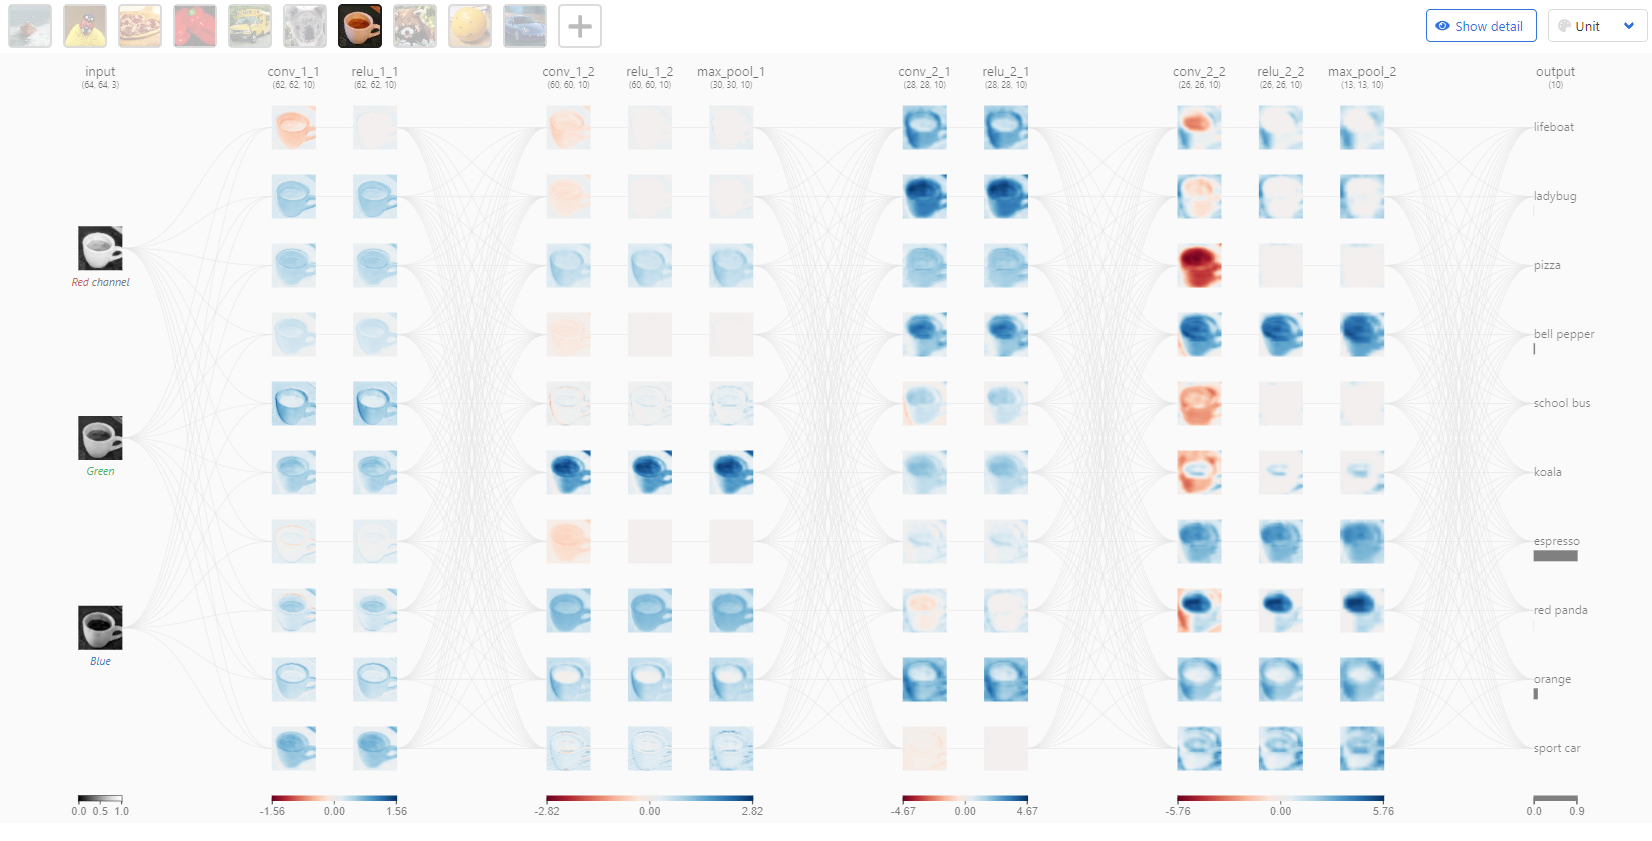 Show detail
Unit
input
(64, 64, 3)
conv_1_1
(62, 62, 10)
relu_1_1
(62, 62, 10)
conv_1_2
(60, 60, 10)
relu_1_2
(60, 60, 10)
max_pool_1
(30, 30, 10)
conv_2_1
(28, 28, 10)
relu_2_1
(28, 28, 10)
conv_2_2
(26, 26, 10)
relu_2_2
(26, 26, 10)
max_pool_2
(13, 13, 10)
output
(10)
Red channel
Green
Blue
lifeboat
ladybug
pizza
bell pepper
school bus
koala
espresso
red panda
orange
sport car
0.0 0.5 1.0
-1.56 0.00 1.56
-2.82 0.00 2.82
-4.67 0.00 4.67
-5.76 0.00 5.76
0.0 0.9